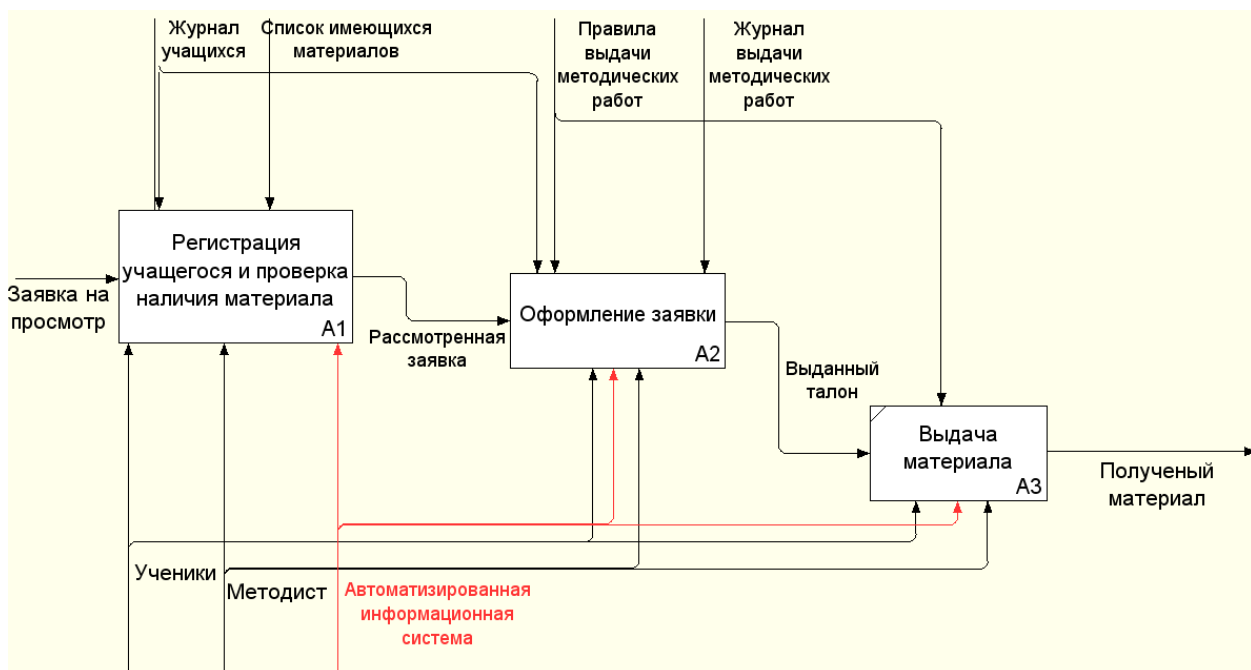 Журнал
учащихся
Список имеющихся
материалов
Правила
выдачи
методических
работ
Журнал
выдачи
методических
работ
Заявка на
просмотр
Регистрация
учащегося и проверка
наличия материала
A1
Рассмотренная
заявка
Оформление заявки
A2
Выданный
талон
Выдача
материала
A3
Полученый
материал
Ученики
Методист
Автоматизированная
информационная
система